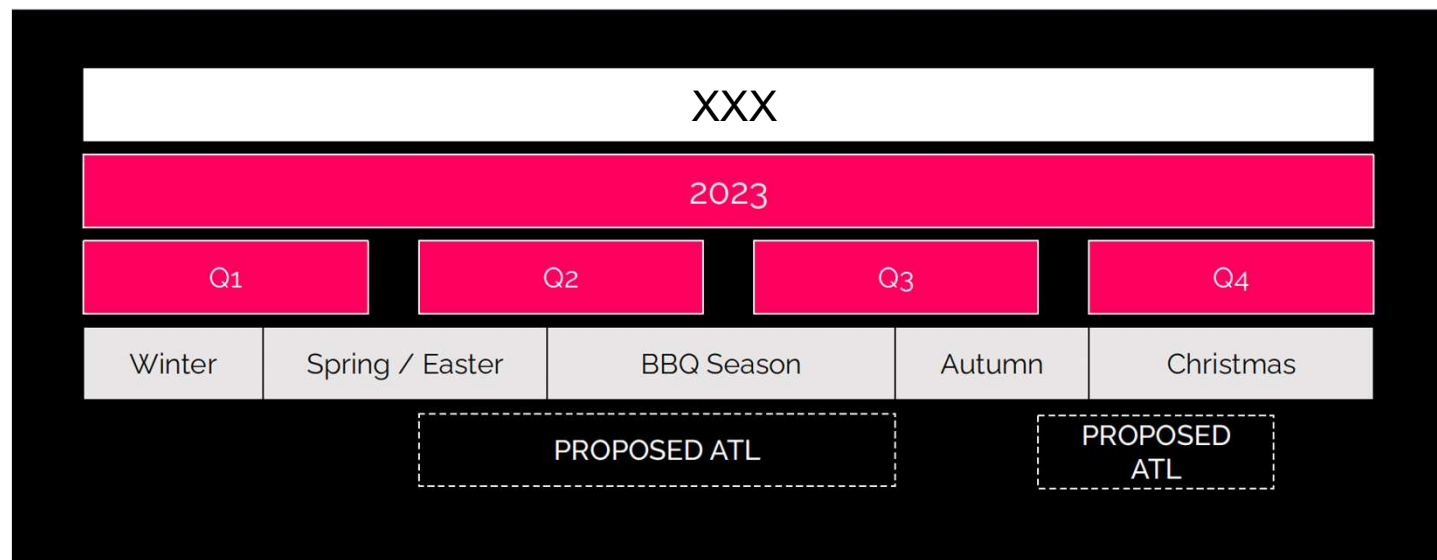 XXX
2023
Q1 Q2 Q3 Q4
Winter Spring / Easter BBQ Season Autumn Christmas
PROPOSED ATL PROPOSED
ATL